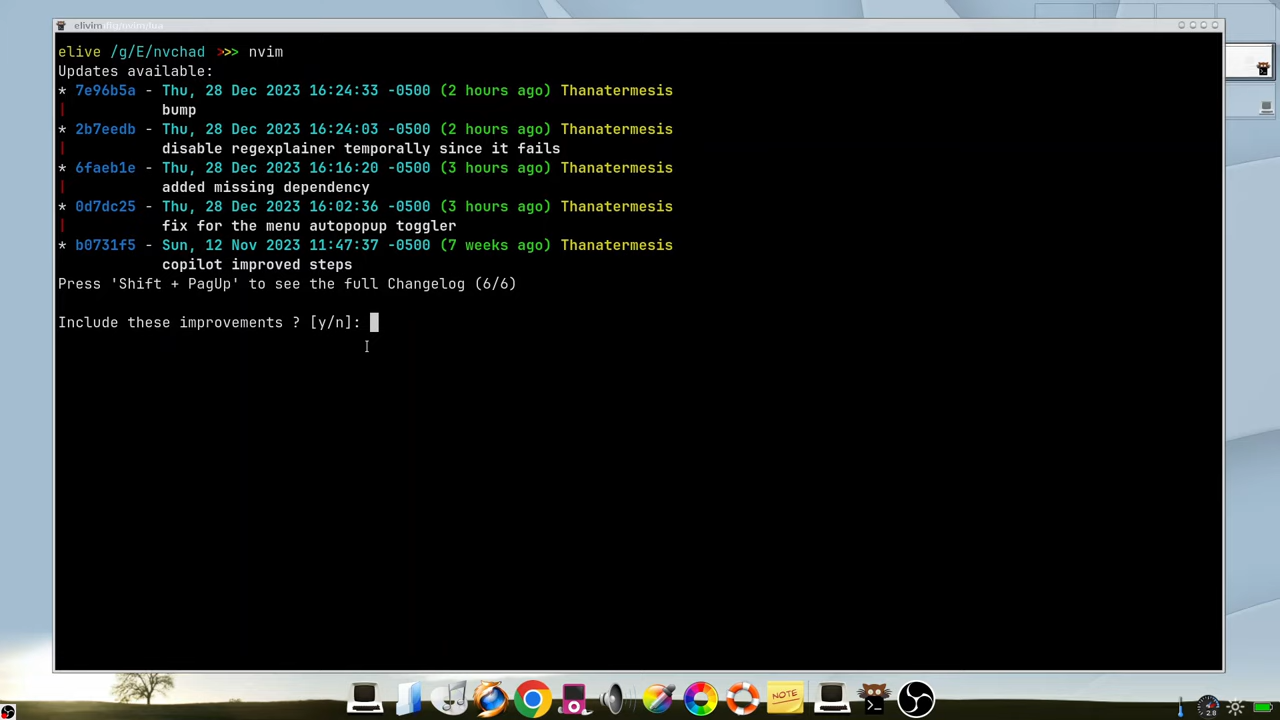 elivim
elive /g/E/nvchad >>> nvim
Updates available:
* 7e96b5a - Thu, 28 Dec 2023 16:24:33 -0500 (2 hours ago) Thanatermesis
| bump
* 2b7eedb - Thu, 28 Dec 2023 16:24:03 -0500 (2 hours ago) Thanatermesis
| disable regexplainer temporally since it fails
* 6faeb1e - Thu, 28 Dec 2023 16:16:20 -0500 (3 hours ago) Thanatermesis
| added missing dependency
* 0d7dc25 - Thu, 28 Dec 2023 16:02:36 -0500 (3 hours ago) Thanatermesis
| fix for the menu autopopup toggler
* b0731f5 - Sun, 12 Nov 2023 11:47:37 -0500 (7 weeks ago) Thanatermesis
copilot improved steps
Press 'Shift + PagUp' to see the full Changelog (6/6)
Include these improvements ? [y/n]:
NOTE
2.8